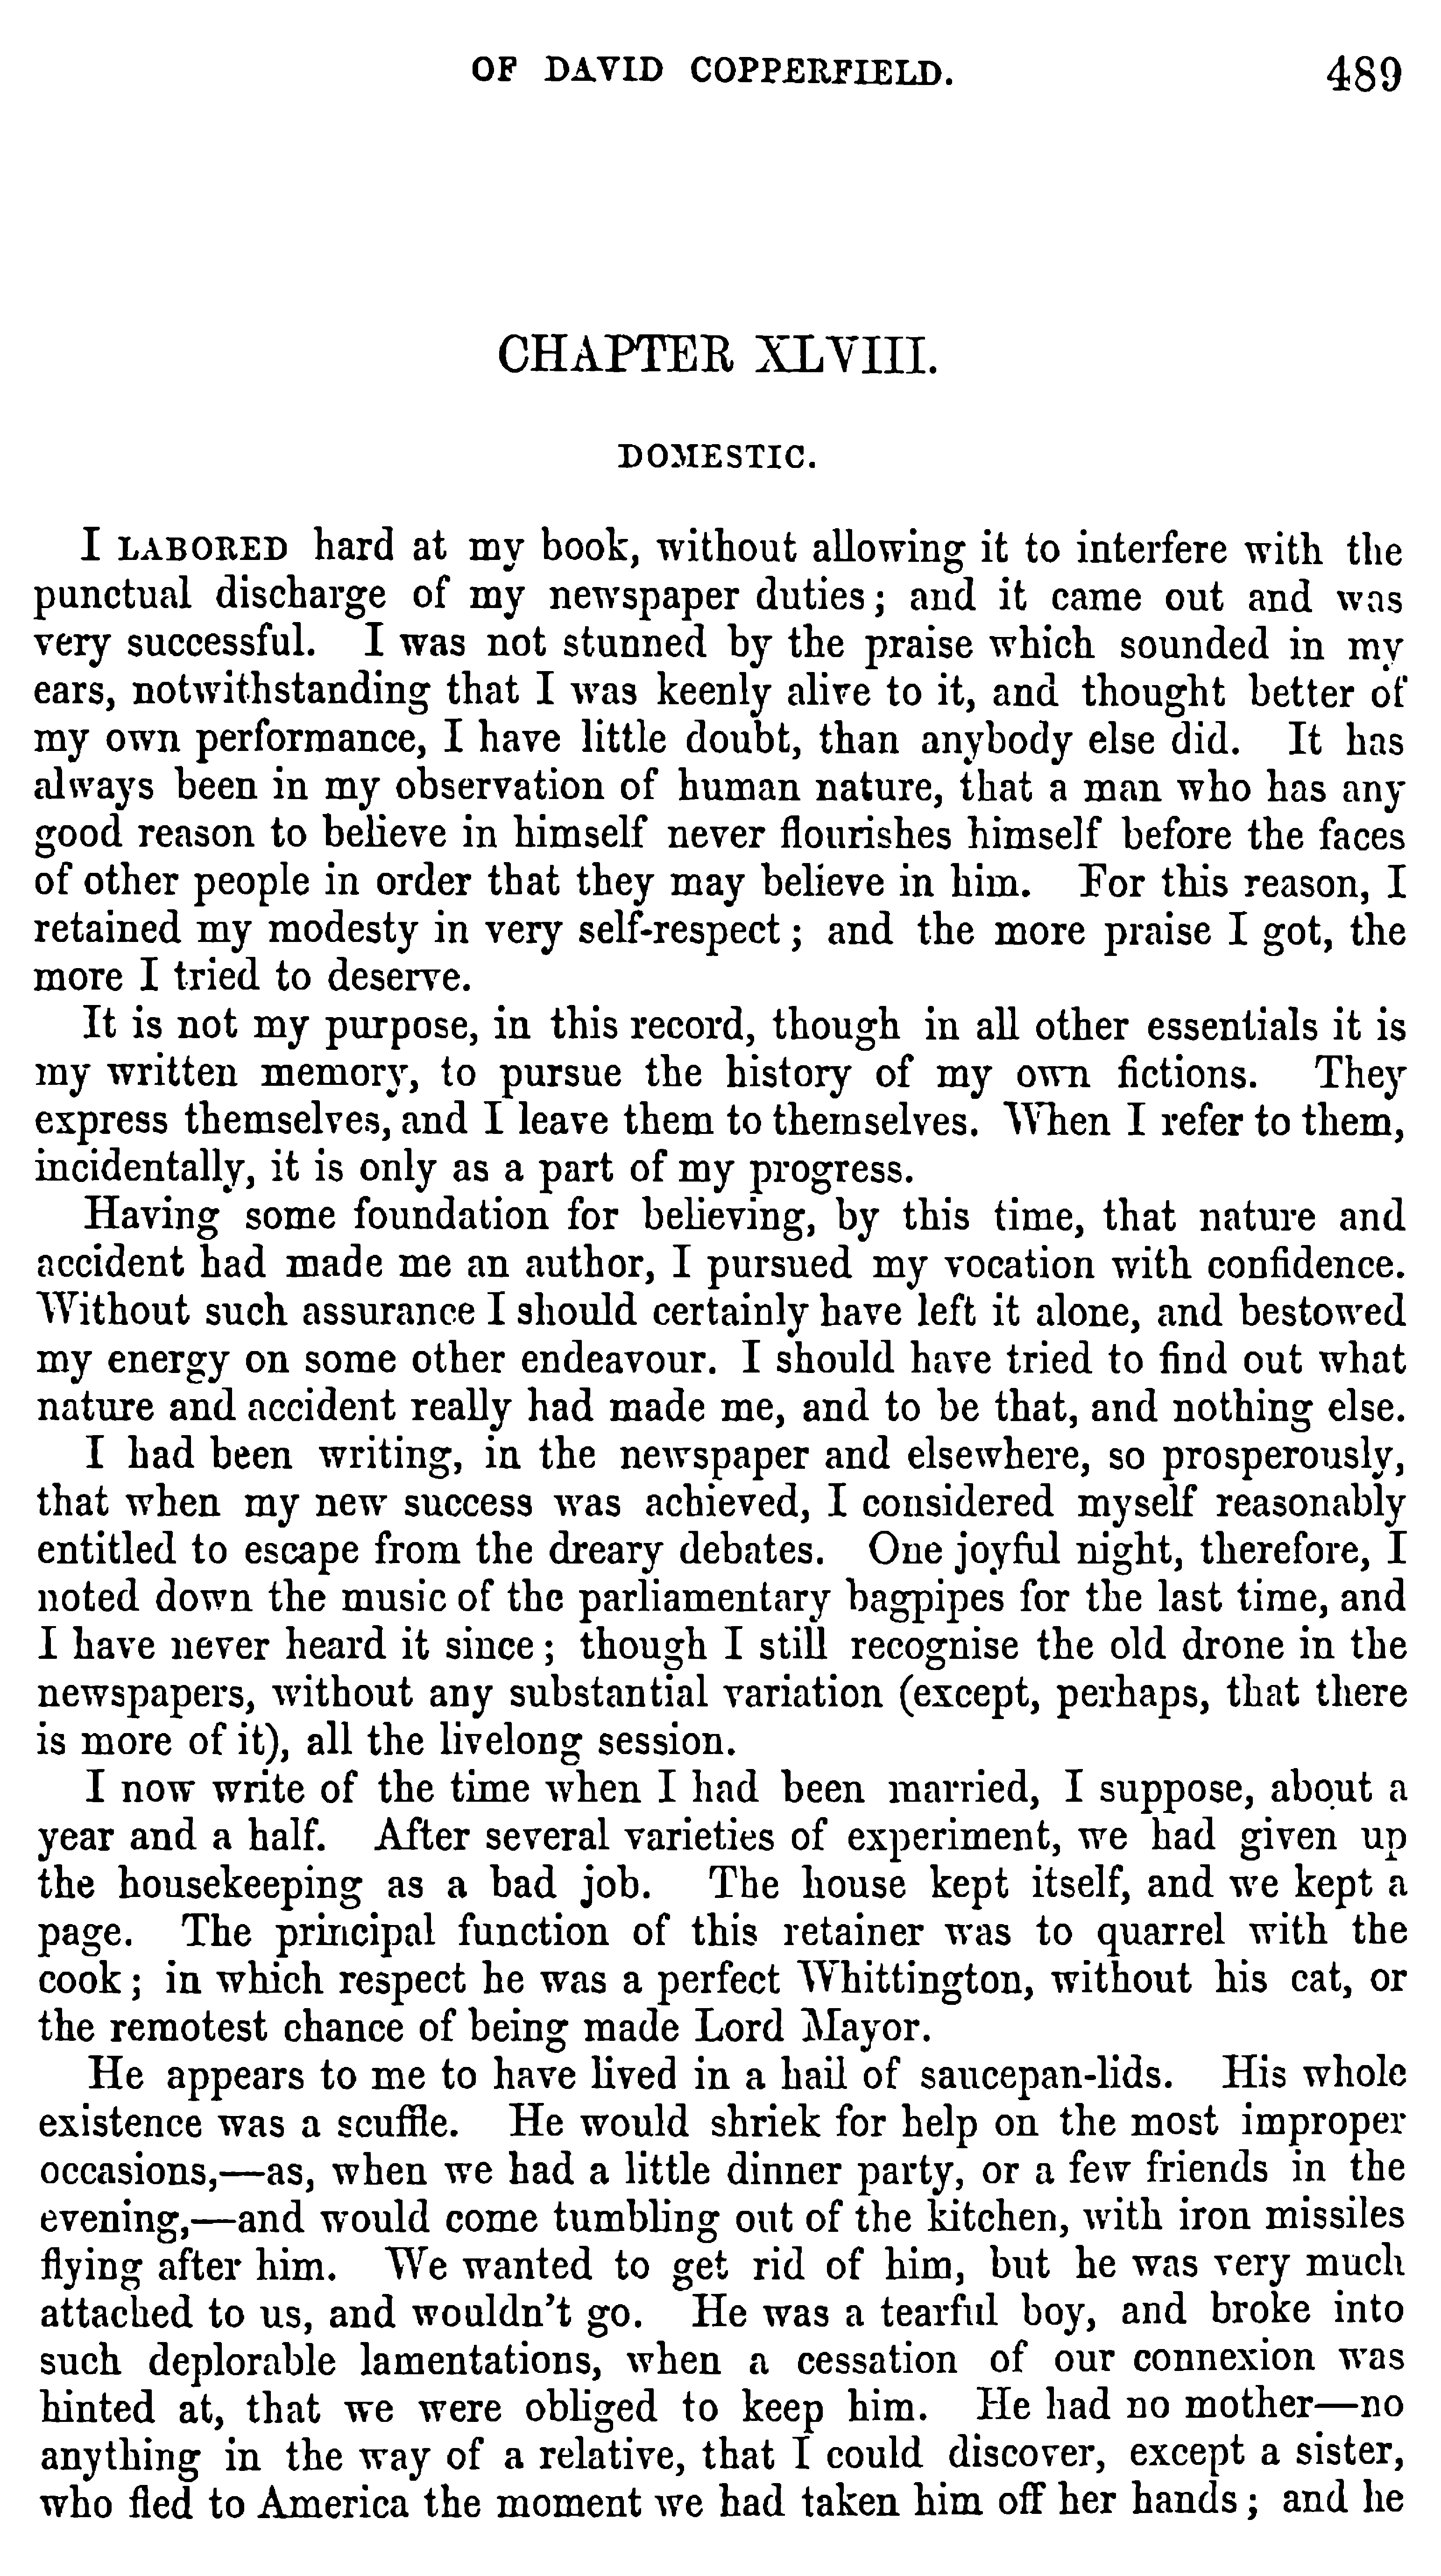 OF DAVID COPPERFIELD. 489
CHAPTER XLVIII.
DOMESTIC.
I LABORED hard at my book, without allowing it to interfere with the
punctual discharge of my newspaper duties; and it came out and was
very successful. I was not stunned by the praise which sounded in my
ears, notwithstanding that I was keenly alive to it, and thought better of
my own performance, I have little doubt, than anybody else did. It has
always been in my observation of human nature, that a man who has any
good reason to believe in himself never flourishes himself before the faces
of other people in order that they may believe in him. For this reason, I
retained my modesty in very self-respect; and the more praise I got, the
more I tried to deserve.
It is not my purpose, in this record, though in all other essentials it is
my written memory, to pursue the history of my own fictions. They
express themselves, and I leave them to themselves. When I refer to them,
incidentally, it is only as a part of my progress.
Having some foundation for believing, by this time, that nature and
accident had made me an author, I pursued my vocation with confidence.
Without such assurance I should certainly have left it alone, and bestowed
my energy on some other endeavour. I should have tried to find out what
nature and accident really had made me, and to be that, and nothing else.
I had been writing, in the newspaper and elsewhere, so prosperously,
that when my new success was achieved, I considered myself reasonably
entitled to escape from the dreary debates. One joyful night, therefore, I
noted down the music of the parliamentary bagpipes for the last time, and
I have never heard it since; though I still recognise the old drone in the
newspapers, without any substantial variation (except, perhaps, that there
is more of it), all the livelong session.
I now write of the time when I had been married, I suppose, about a
year and a half. After several varieties of experiment, we had given up
the housekeeping as a bad job. The house kept itself, and we kept a
page. The principal function of this retainer was to quarrel with the
cook; in which respect he was a perfect Whittington, without his cat, or
the remotest chance of being made Lord Mayor.
He appears to me to have lived in a hail of saucepan-lids. His whole
existence was a scuffle. He would shriek for help on the most improper
occasions,—as, when we had a little dinner party, or a few friends in the
evening,—and would come tumbling out of the kitchen, with iron missiles
flying after him. We wanted to get rid of him, but he was very much
attached to us, and wouldn't go. He was a tearful boy, and broke into
such deplorable lamentations, when a cessation of our connexion was
hinted at, that we were obliged to keep him. He had no mother—no
anything in the way of a relative, that I could discover, except a sister,
who fled to America the moment we had taken him off her hands; and he